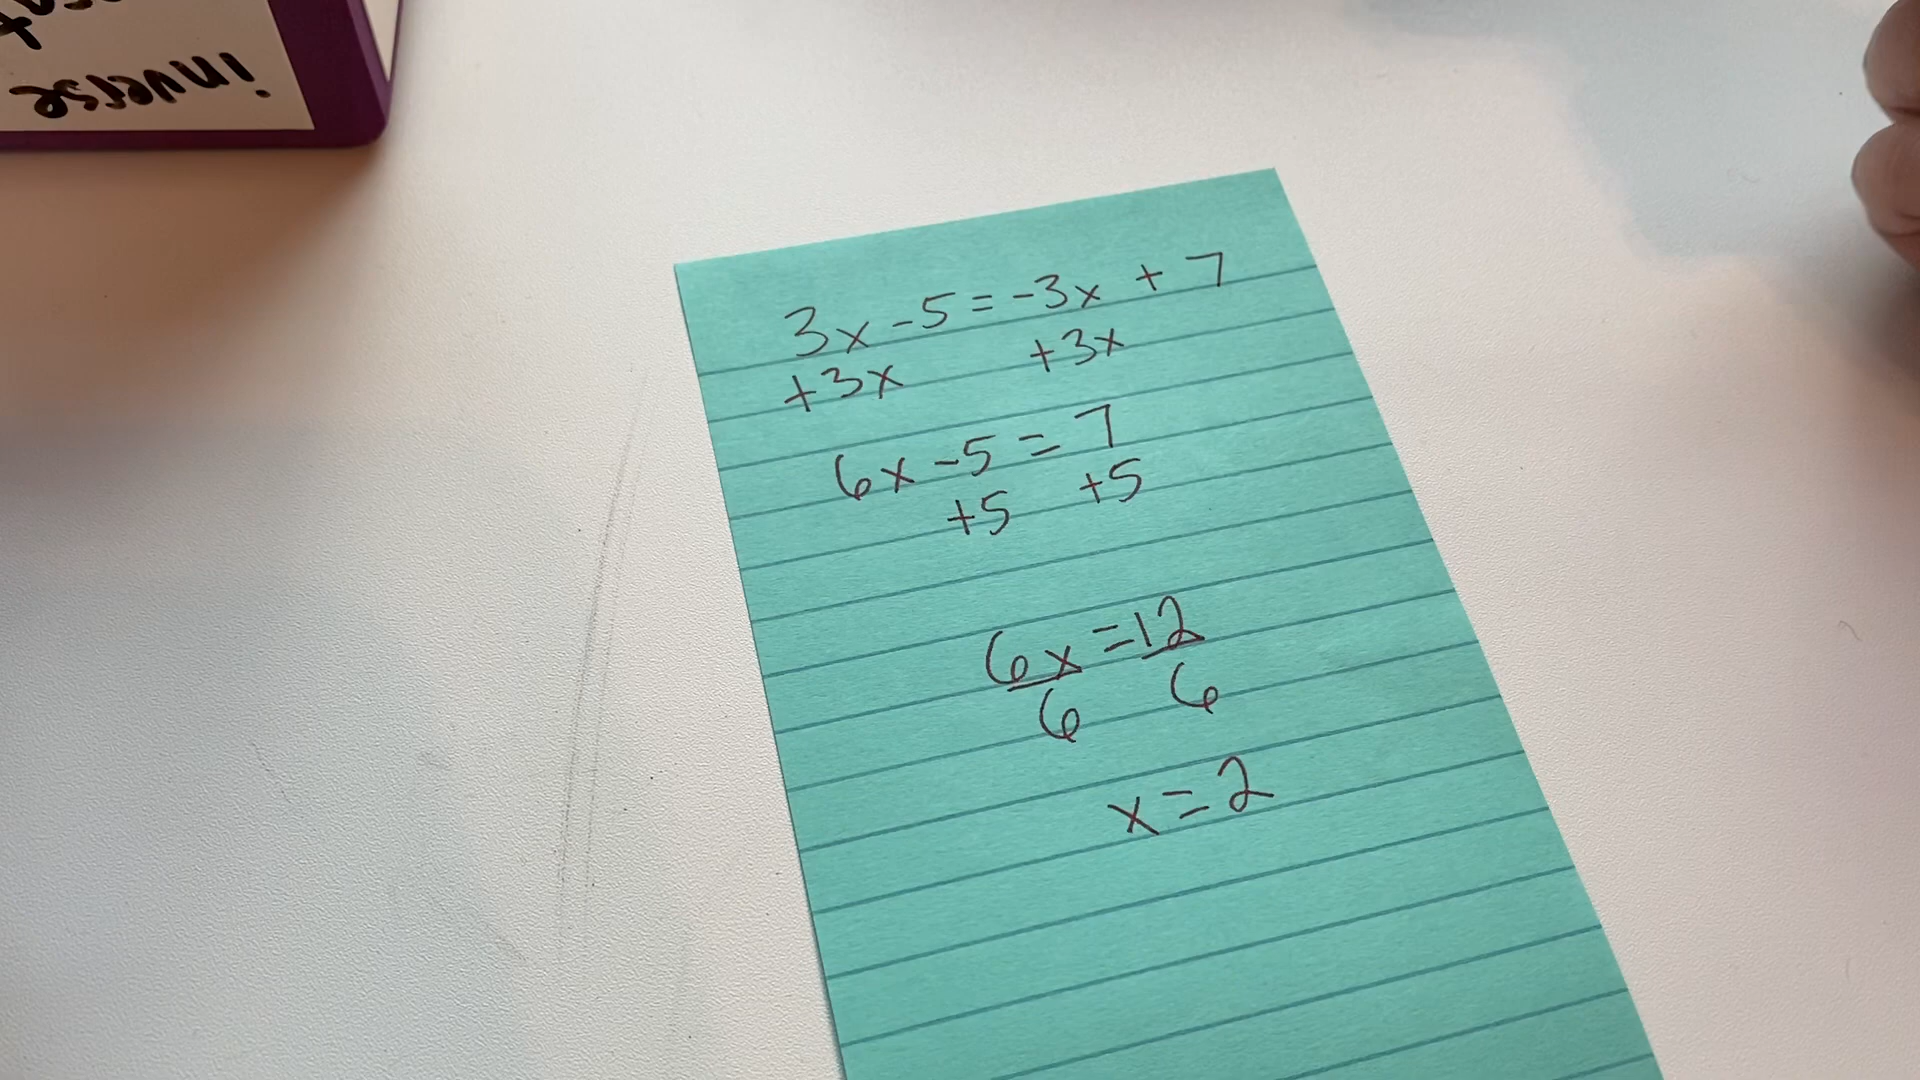 inverse
3x - 5 = -3x + 7
+3x +3x
6x - 5 = 7
+5 +5
6x = 12
6 6
x = 2